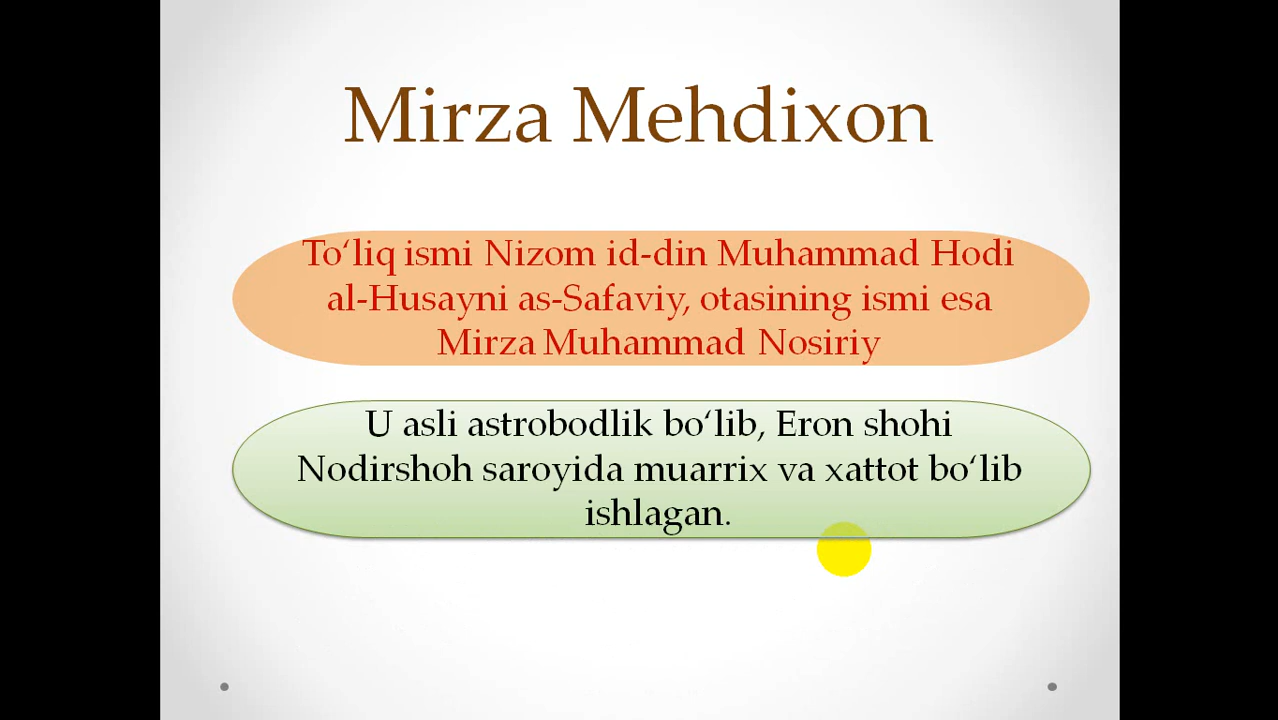 Mirza Mehdixon
To‘liq ismi Nizom id-din Muhammad Hodi
al-Husayni as-Safaviy, otasining ismi esa
Mirza Muhammad Nosiriy
U asli astrobodlik bo‘lib, Eron shohi
Nodirshoh saroyida muarrix va xattot bo‘lib
ishlagan.